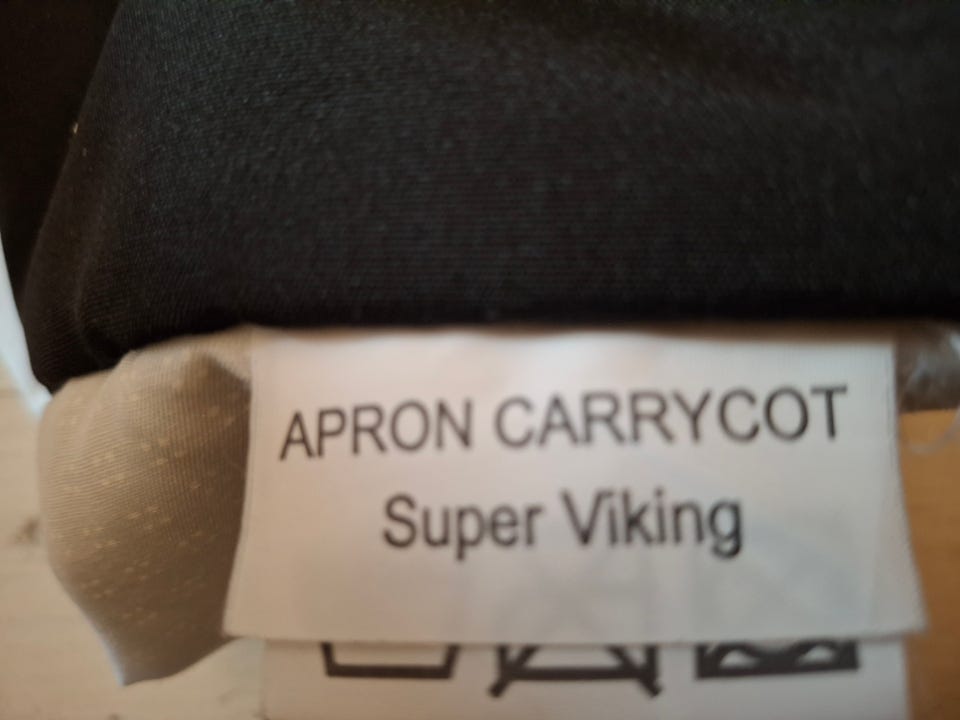 APRON CARRYCOT
Super Viking